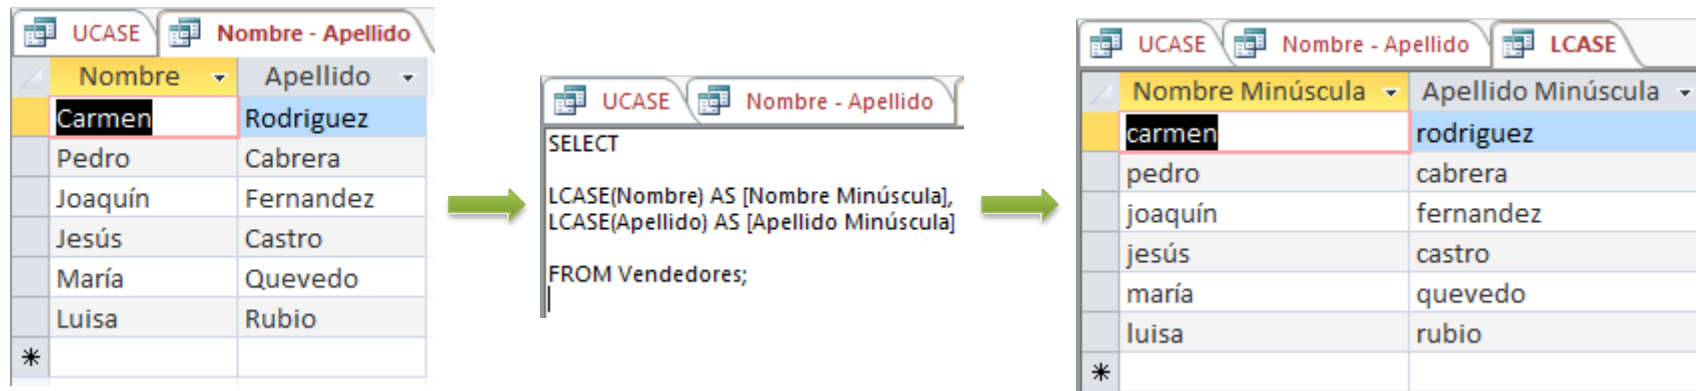 UCASE Nombre - Apellido
Nombre Apellido
Carmen Rodriguez
Pedro Cabrera
Joaquín Fernandez
Jesús Castro
María Quevedo
Luisa Rubio
UCASE Nombre - Apellido
SELECT
LCASE(Nombre) AS [Nombre Minúscula],
LCASE(Apellido) AS [Apellido Minúscula]
FROM Vendedores;
UCASE Nombre - Apellido LCASE
Nombre Minúscula Apellido Minúscula
carmen rodriguez
pedro cabrera
joaquín fernandez
jesús castro
maría quevedo
luisa rubio